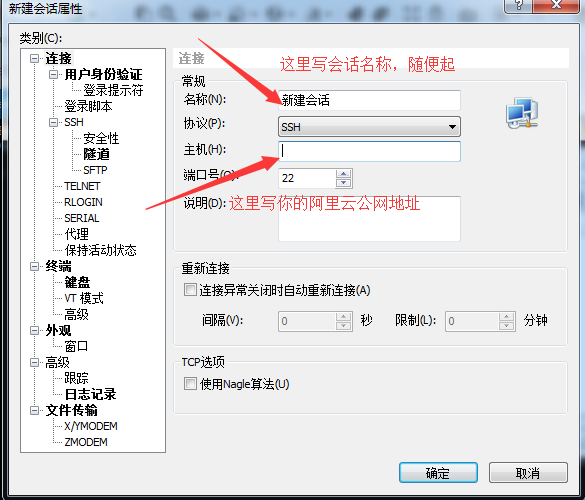 新建会话属性
类别(C):
连接
用户身份验证
登录提示符
登录脚本
SSH
安全性
隧道
SFTP
TELNET
RLOGIN
SERIAL
代理
保持活动状态
终端
键盘
VT 模式
高级
外观
窗口
高级
跟踪
日志记录
文件传输
X/YMODEM
ZMODEM
连接
这里写会话名称，随便起
常规
名称(N):
新建会话
协议(P):
SSH
主机(H):
端口号(O):
22
说明(D):
这里写你的阿里云公网地址
重新连接
连接异常关闭时自动重新连接(A)
间隔(V):
0
秒
限制(L):
0
分钟
TCP选项
使用Nagle算法(U)
确定
取消